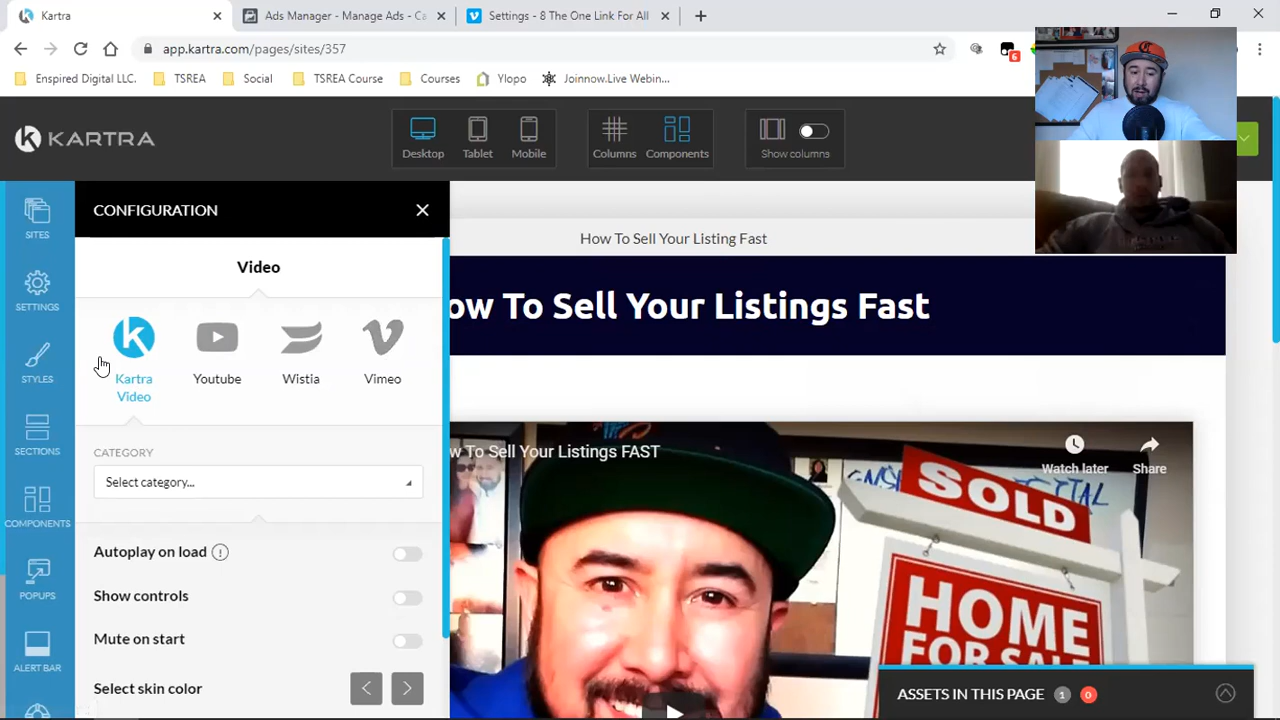 Kartra
Ads Manager - Manage Ads - Ca
Settings - 8 The One Link For All
app.kartra.com/pages/sites/357
6
Enspired Digital LLC.
TSREA
Social
TSREA Course
Courses
Ylopo
Joinnow.Live Webin...
KARTRA
Desktop
Tablet
Mobile
Columns
Components
Show columns
SITES
SETTINGS
STYLES
SECTIONS
COMPONENTS
POPUPS
ALERT BAR
CONFIGURATION
Video
Kartra
Video
Youtube
Wistia
Vimeo
CATEGORY
Select category...
Autoplay on load
Show controls
Mute on start
Select skin color
How To Sell Your Listing Fast
ow To Sell Your Listings Fast
w To Sell Your Listings FAST
Watch later
Share
SOLD
HOME
FOR SALE
ASSETS IN THIS PAGE 1 0